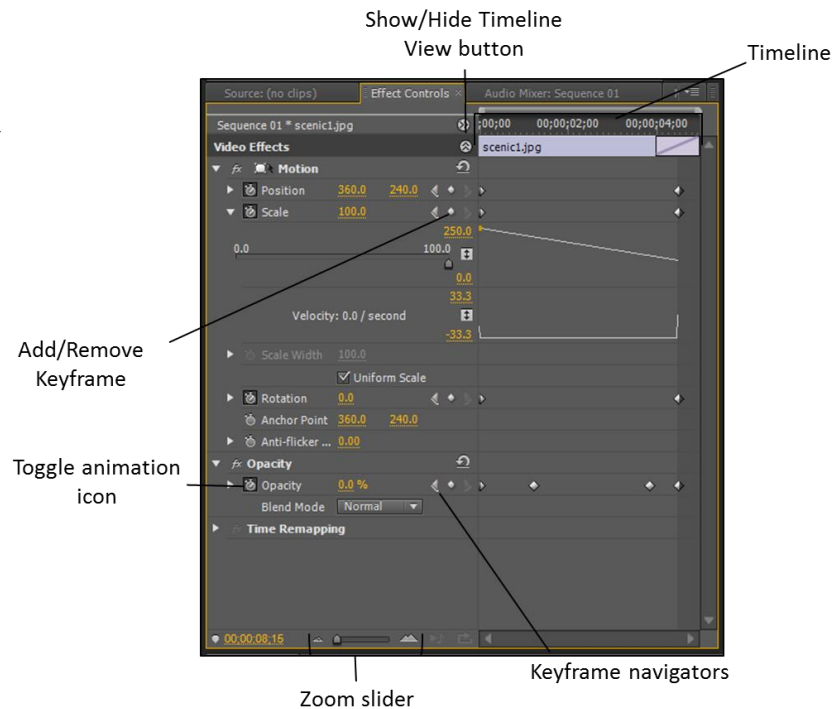 Show/Hide Timeline
View button
Timeline
Source: (no clips)
Effect Controls
Audio Mixer: Sequence 01
Sequence 01 * scenic1.jpg
;00;00
00;00;02;00
00;00;04;00
Video Effects
scenic1.jpg
fx Motion
Position 360.0 240.0
Scale 100.0
250.0
0.0
100.0
0.0
33.3
Velocity: 0.0 / second
-33.3
Add/Remove
Keyframe
Scale Width 100.0
Uniform Scale
Rotation 0.0
Anchor Point 360.0 240.0
Anti-flicker ... 0.00
fx Opacity
Toggle animation
icon
Opacity 0.0 %
Blend Mode Normal
fx Time Remapping
00;00;08;15
Keyframe navigators
Zoom slider